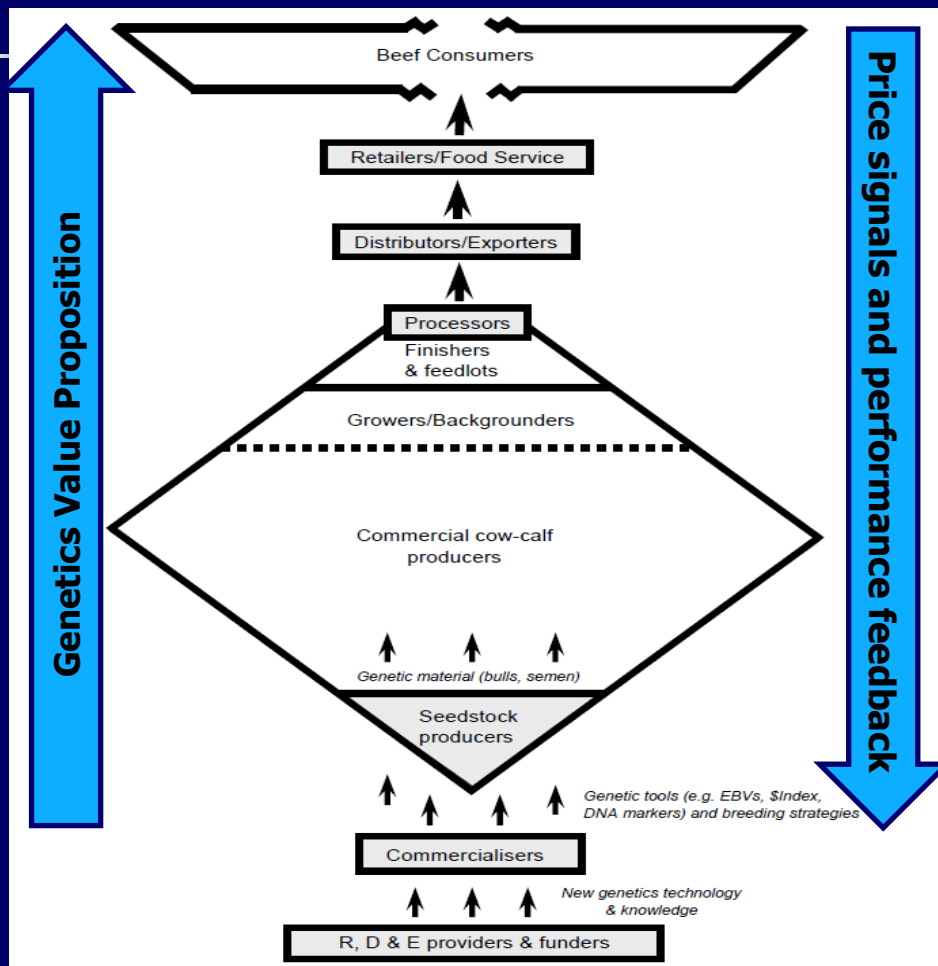 Beef Consumers
Retailers/Food Service
Distributors/Exporters
Processors
Finishers
& feedlots
Growers/Backgrounders
Commercial cow-calf
producers
Genetic material (bulls, semen)
Seedstock
producers
Genetic tools (e.g. EBVs, $Index,
DNA markers) and breeding strategies
Commercialisers
New genetics technology
& knowledge
R, D & E providers & funders
Genetics Value Proposition
Price signals and performance feedback